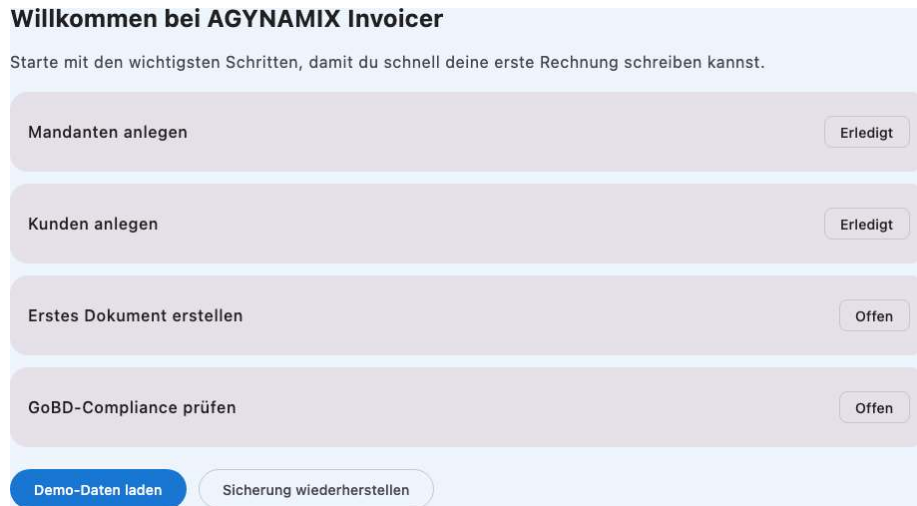 Willkommen bei AGYNAMIX Invoicer
Starte mit den wichtigsten Schritten, damit du schnell deine erste Rechnung schreiben kannst.
Mandanten anlegen
Erledigt
Kunden anlegen
Erledigt
Erstes Dokument erstellen
Offen
GoBD-Compliance prüfen
Offen
Demo-Daten laden
Sicherung wiederherstellen